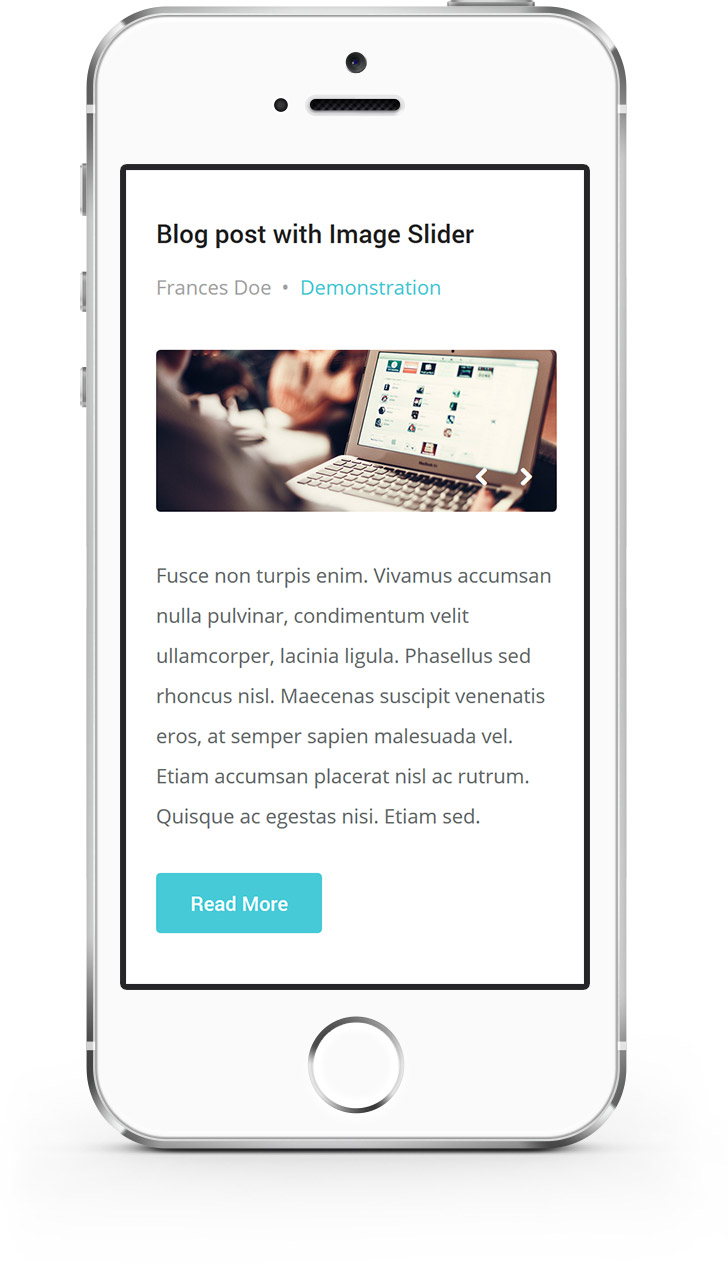 Blog post with Image Slider
Frances Doe • Demonstration
Fusce non turpis enim. Vivamus accumsan
nulla pulvinar, condimentum velit
ullamcorper, lacinia ligula. Phasellus sed
rhoncus nisl. Maecenas suscipit venenatis
eros, at semper sapien malesuada vel.
Etiam accumsan placerat nisl ac rutrum.
Quisque ac egestas nisi. Etiam sed.
Read More